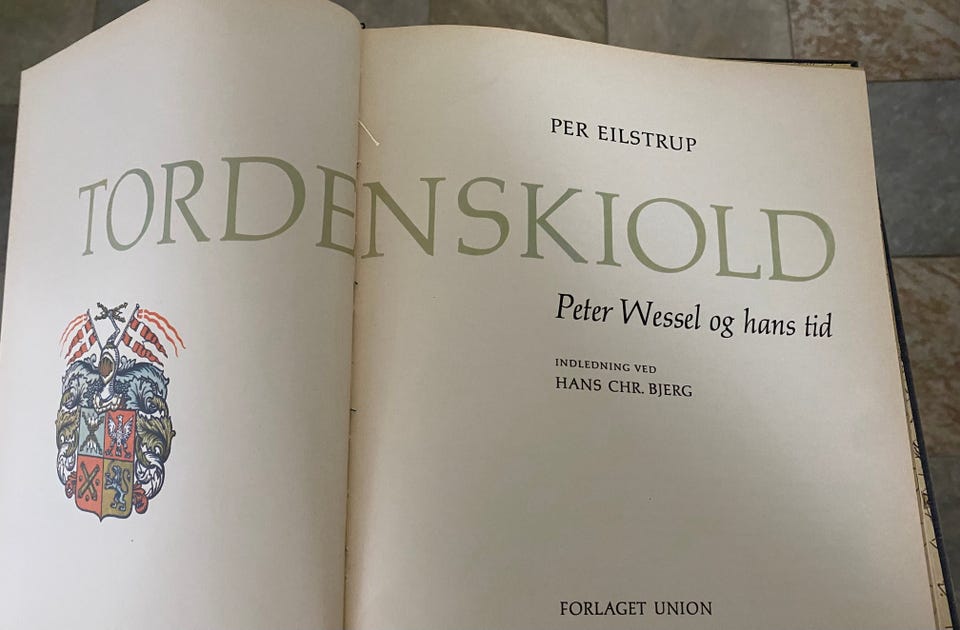 PER EILSTRUP
TORDENSKIOLD
Peter Wessel og hans tid
INDLEDNING VED
HANS CHR. BJERG
FORLAGET UNION